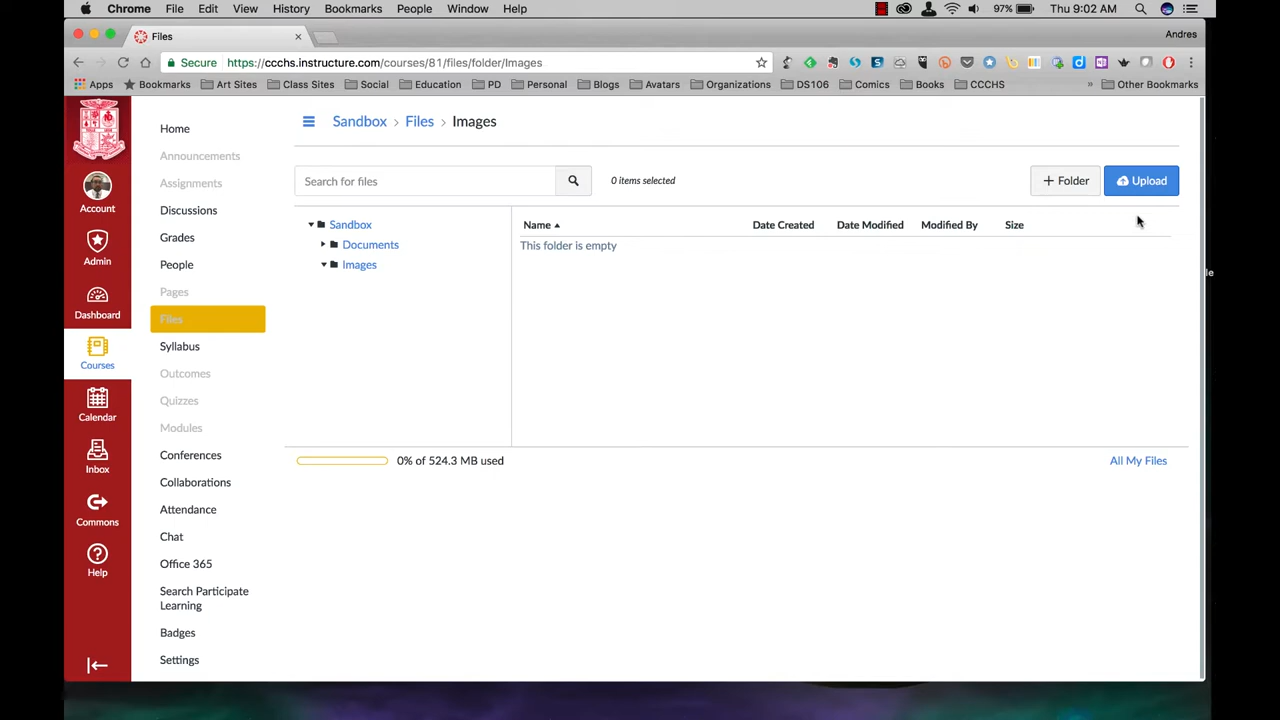 Chrome File Edit View History Bookmarks People Window Help 97% Thu 9:02 AM
Files Andres
Secure https://ccchs.instructure.com/courses/81/files/folder/Images
Apps Bookmarks Art Sites Class Sites Social Education PD Personal Blogs Avatars Organizations DS106 Comics Books CCCHS » Other Bookmarks
Account
Admin
Dashboard
Courses
Calendar
Inbox
Commons
Help
Home
Announcements
Assignments
Discussions
Grades
People
Pages
Files
Syllabus
Outcomes
Quizzes
Modules
Conferences
Collaborations
Attendance
Chat
Office 365
Search Participate
Learning
Badges
Settings
Sandbox > Files > Images
Search for files 0 items selected + Folder Upload
Sandbox
Documents
Images
Name Date Created Date Modified Modified By Size
This folder is empty
0% of 524.3 MB used All My Files
le